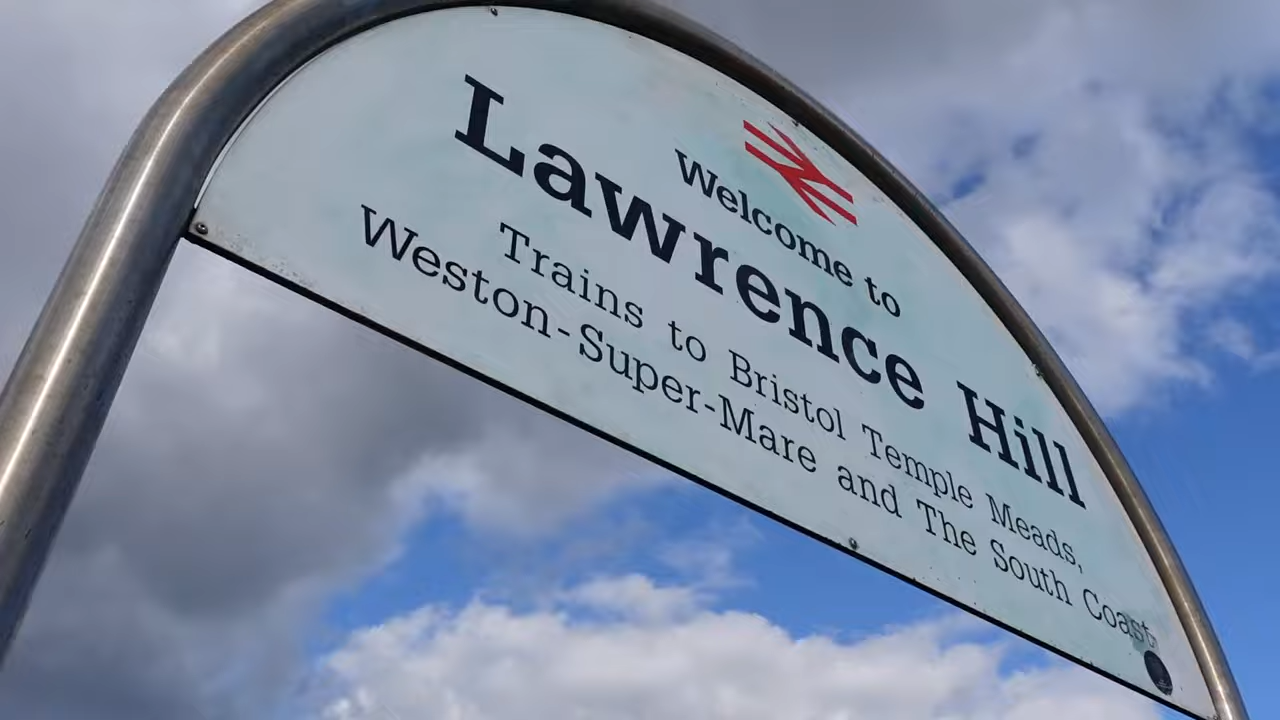 Welcome to
Lawrence Hill
Trains to Bristol Temple Meads,
Weston-Super-Mare and The South Coast